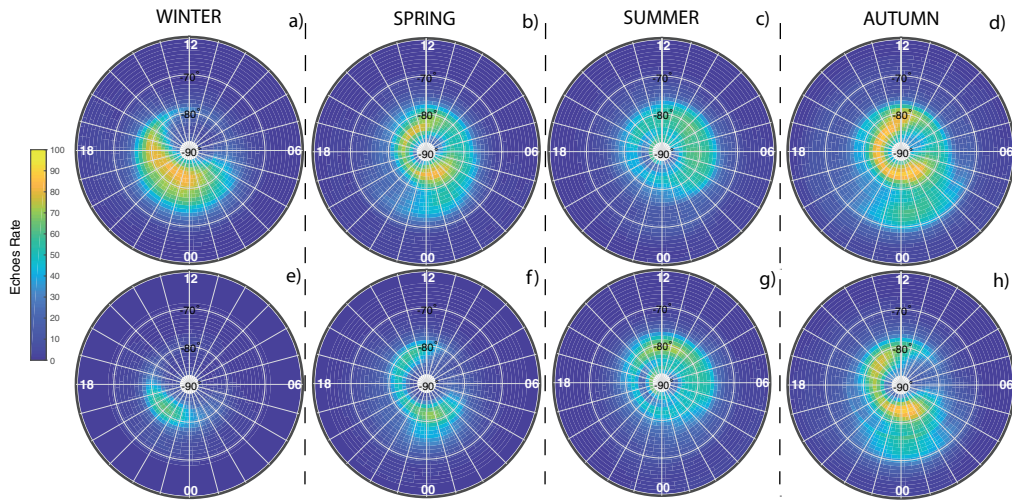 WINTER SPRING SUMMER AUTUMN
a) b) c) d)
12 12 12 12
-70° -70° -70° -70°
-80° -80° -80° -80°
18 -90 06 18 -90 06 18 -90 06 18 -90 06
00 00 00 00
Echoes Rate
100
90
80
70
60
50
40
30
20
10
0
e) f) g) h)
12 12 12 12
-70° -70° -70° -70°
-80° -80° -80° -80°
18 -90 06 18 -90 06 18 -90 06 18 -90 06
00 00 00 00